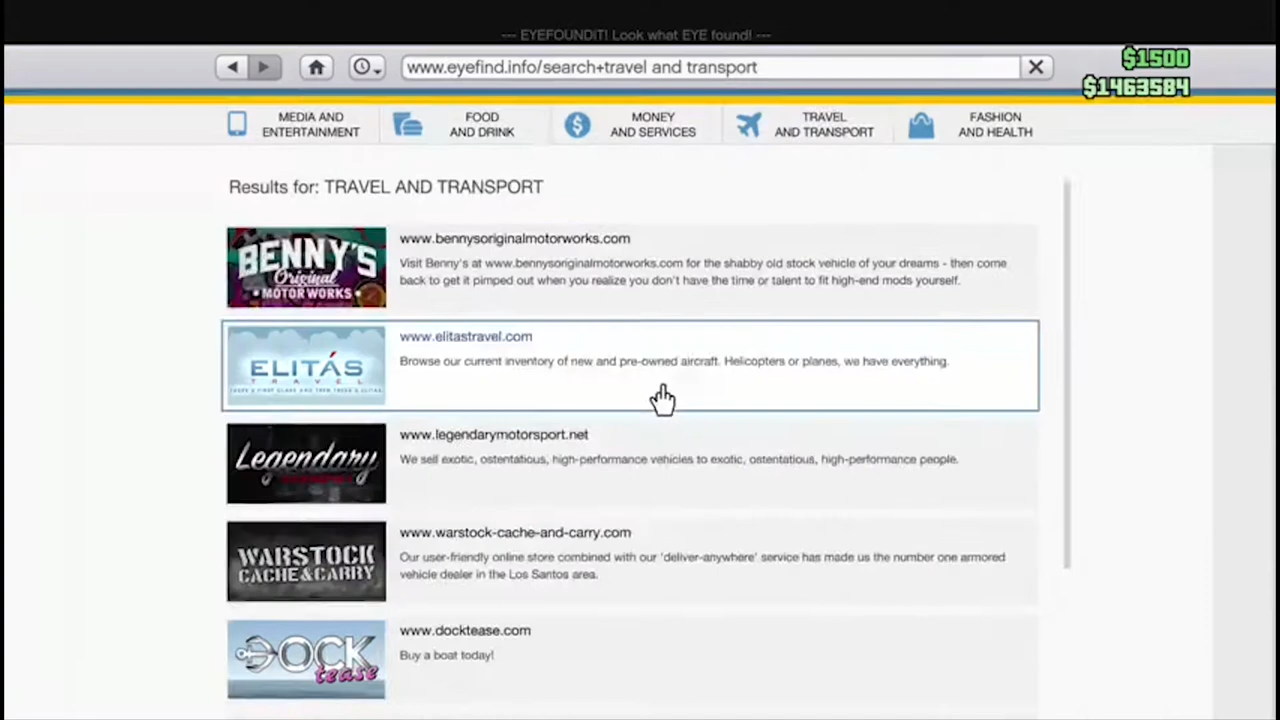 --- EYEFOUNDIT! Look what EYE found! ---
www.eyefind.info/search+travel and transport
$1500
$1463584
MEDIA AND
ENTERTAINMENT
FOOD
AND DRINK
MONEY
AND SERVICES
TRAVEL
AND TRANSPORT
FASHION
AND HEALTH
Results for: TRAVEL AND TRANSPORT
BENNY'S
Original
MOTOR WORKS
www.bennysoriginalmotorworks.com
Visit Benny's at www.bennysoriginalmotorworks.com for the shabby old stock vehicle of your dreams - then come
back to get it pimped out when you realize you don't have the time or talent to fit high-end mods yourself.
ELITÁS
TRAVEL
THERE'S FIRST CLASS AND THEN THERE'S ELITAS
www.elitastravel.com
Browse our current inventory of new and pre-owned aircraft. Helicopters or planes, we have everything.
Legendary
www.legendarymotorsport.net
We sell exotic, ostentatious, high-performance vehicles to exotic, ostentatious, high-performance people.
WARSTOCK
CACHE&CARRY
www.warstock-cache-and-carry.com
Our user-friendly online store combined with our 'deliver-anywhere' service has made us the number one armored
vehicle dealer in the Los Santos area.
DOCK
tease
www.docktease.com
Buy a boat today!